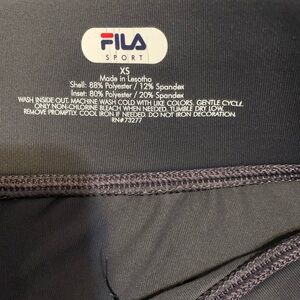 FILA
SPORT
XS
Made in Lesotho
Shell: 88% Polyester / 12% Spandex
Inset: 80% Polyester / 20% Spandex
WASH INSIDE OUT. MACHINE WASH COLD WITH LIKE COLORS. GENTLE CYCLE.
ONLY NON-CHLORINE BLEACH WHEN NEEDED. TUMBLE DRY LOW.
REMOVE PROMPTLY. COOL IRON IF NEEDED. DO NOT IRON DECORATION.
RN#73277